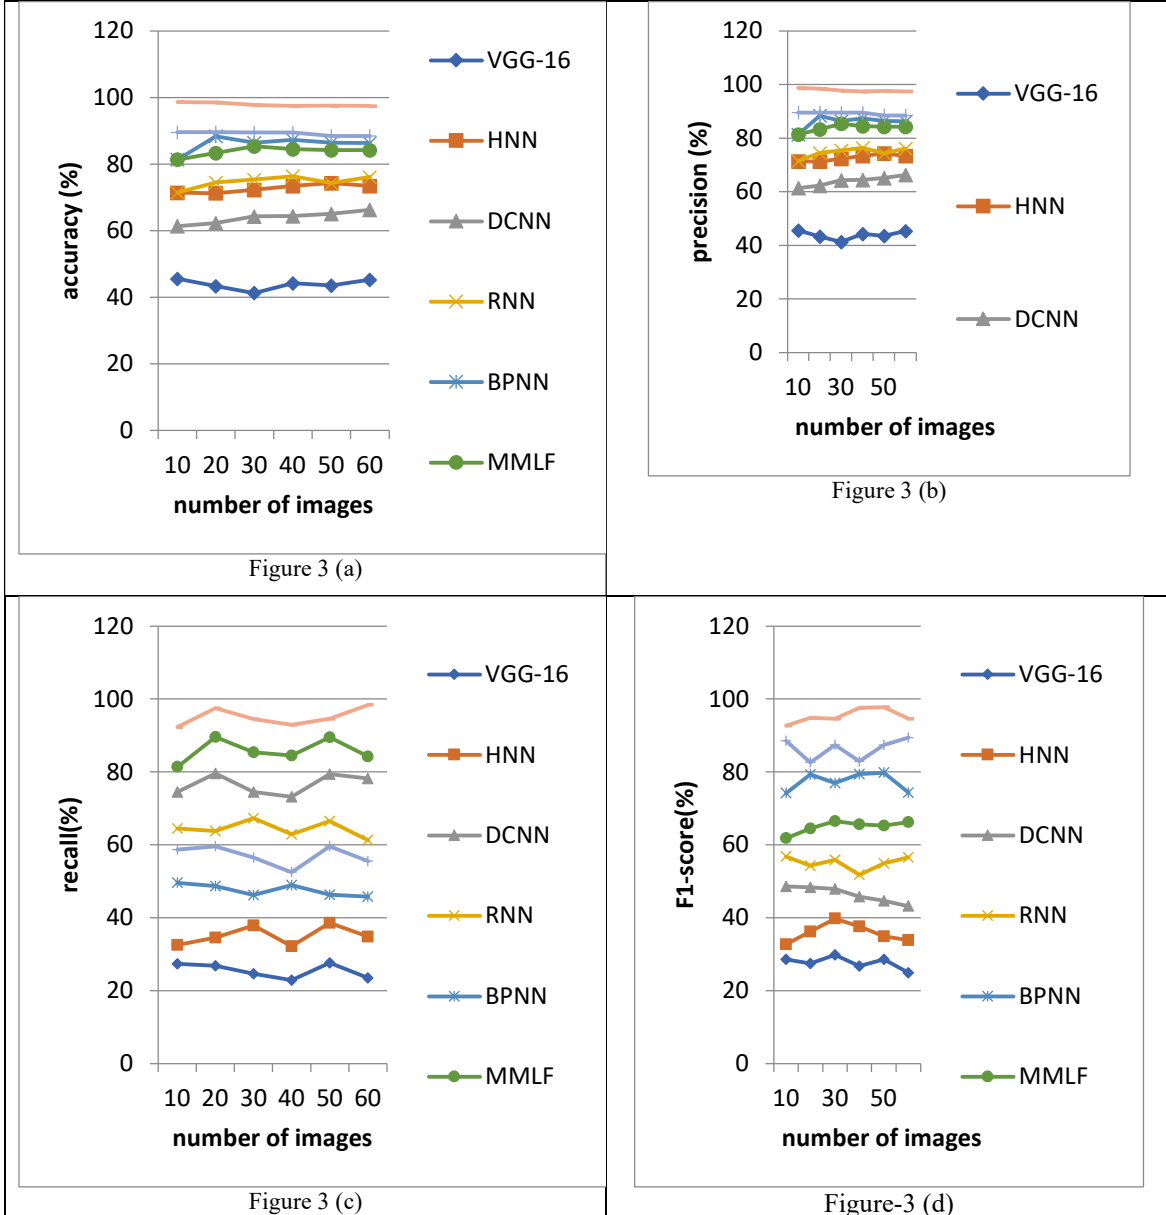 120
100
80
60
40
20
0
accuracy (%)
10 20 30 40 50 60
number of images
VGG-16
HNN
DCNN
RNN
BPNN
MMLF
Figure 3 (a)
120
100
80
60
40
20
0
precision (%)
10 30 50
number of images
VGG-16
HNN
DCNN
Figure 3 (b)
120
100
80
60
40
20
0
recall(%)
10 20 30 40 50 60
number of images
VGG-16
HNN
DCNN
RNN
BPNN
MMLF
Figure 3 (c)
120
100
80
60
40
20
0
F1-score(%)
10 30 50
number of images
VGG-16
HNN
DCNN
RNN
BPNN
MMLF
Figure-3 (d)